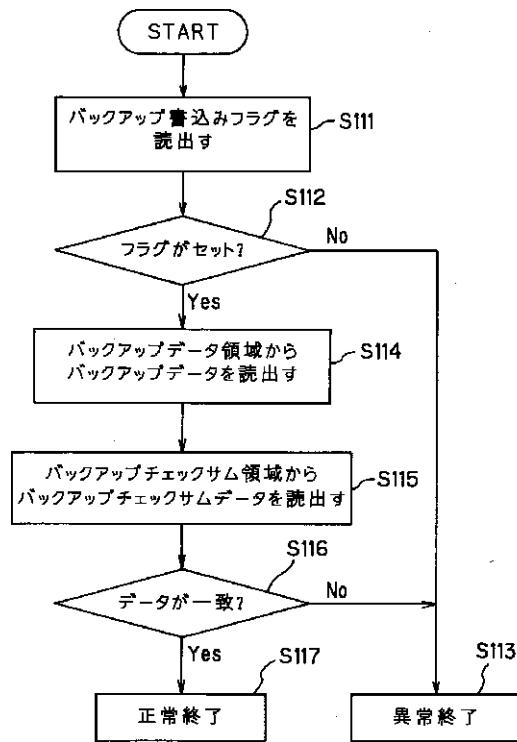 START
バックアップ書込みフラグを
読出す
S111
S112
フラグがセット?
No
Yes
バックアップデータ領域から
バックアップデータを読出す
S114
バックアップチェックサム領域から
バックアップチェックサムデータを読出す
S115
S116
データが一致?
No
Yes
S117
正常終了
S113
異常終了